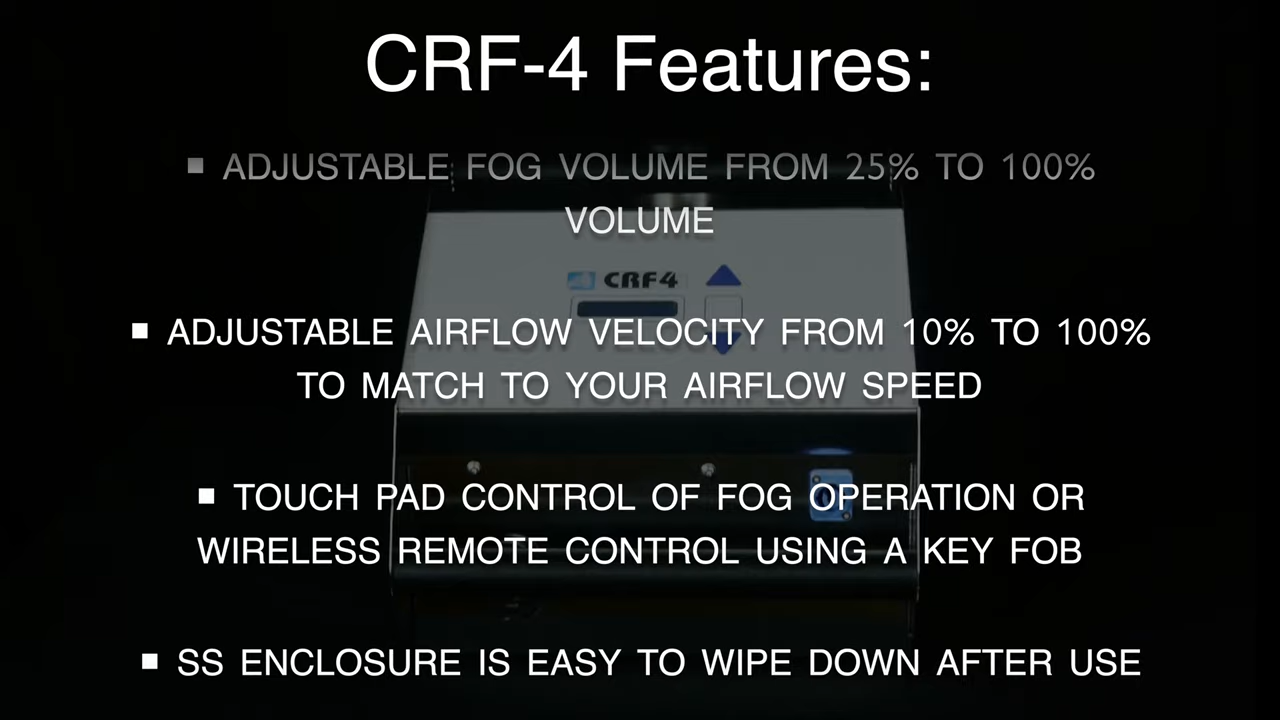 CRF-4 Features:
▪ ADJUSTABLE FOG VOLUME FROM 25% TO 100%
VOLUME
CRF4
▪ ADJUSTABLE AIRFLOW VELOCITY FROM 10% TO 100%
TO MATCH TO YOUR AIRFLOW SPEED
▪ TOUCH PAD CONTROL OF FOG OPERATION OR
WIRELESS REMOTE CONTROL USING A KEY FOB
▪ SS ENCLOSURE IS EASY TO WIPE DOWN AFTER USE